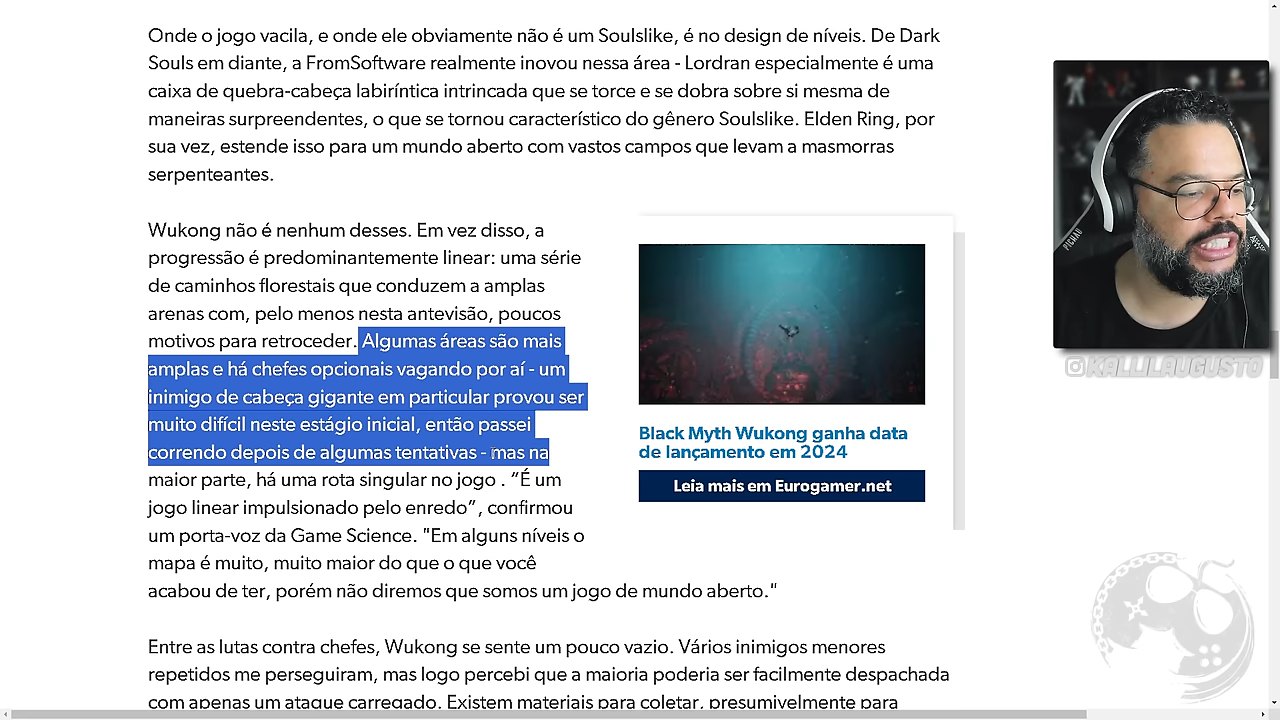 Onde o jogo vacila, e onde ele obviamente não é um Soulslike, é no design de níveis. De Dark
Souls em diante, a FromSoftware realmente inovou nessa área - Lordran especialmente é uma
caixa de quebra-cabeça labiríntica intrincada que se torce e se dobra sobre si mesma de
maneiras surpreendentes, o que se tornou característico do gênero Soulslike. Elden Ring, por
sua vez, estende isso para um mundo aberto com vastos campos que levam a masmorras
serpenteantes.
Wukong não é nenhum desses. Em vez disso, a
progressão é predominantemente linear: uma série
de caminhos florestais que conduzem a amplas
arenas com, pelo menos nesta antevisão, poucos
motivos para retroceder. Algumas áreas são mais
amplas e há chefes opcionais vagando por aí - um
inimigo de cabeça gigante em particular provou ser
muito difícil neste estágio inicial, então passei
correndo depois de algumas tentativas - mas na
maior parte, há uma rota singular no jogo . “É um
jogo linear impulsionado pelo enredo”, confirmou
um porta-voz da Game Science. "Em alguns níveis o
mapa é muito, muito maior do que o que você
acabou de ter, porém não diremos que somos um jogo de mundo aberto."
Black Myth Wukong ganha data
de lançamento em 2024
Leia mais em Eurogamer.net
Entre as lutas contra chefes, Wukong se sente um pouco vazio. Vários inimigos menores
repetidos me perseguiram, mas logo percebi que a maioria poderia ser facilmente despachada
com apenas um ataque carregado. Existem materiais para coletar, presumivelmente para
PICHAU
@KALLILAUGUSTO